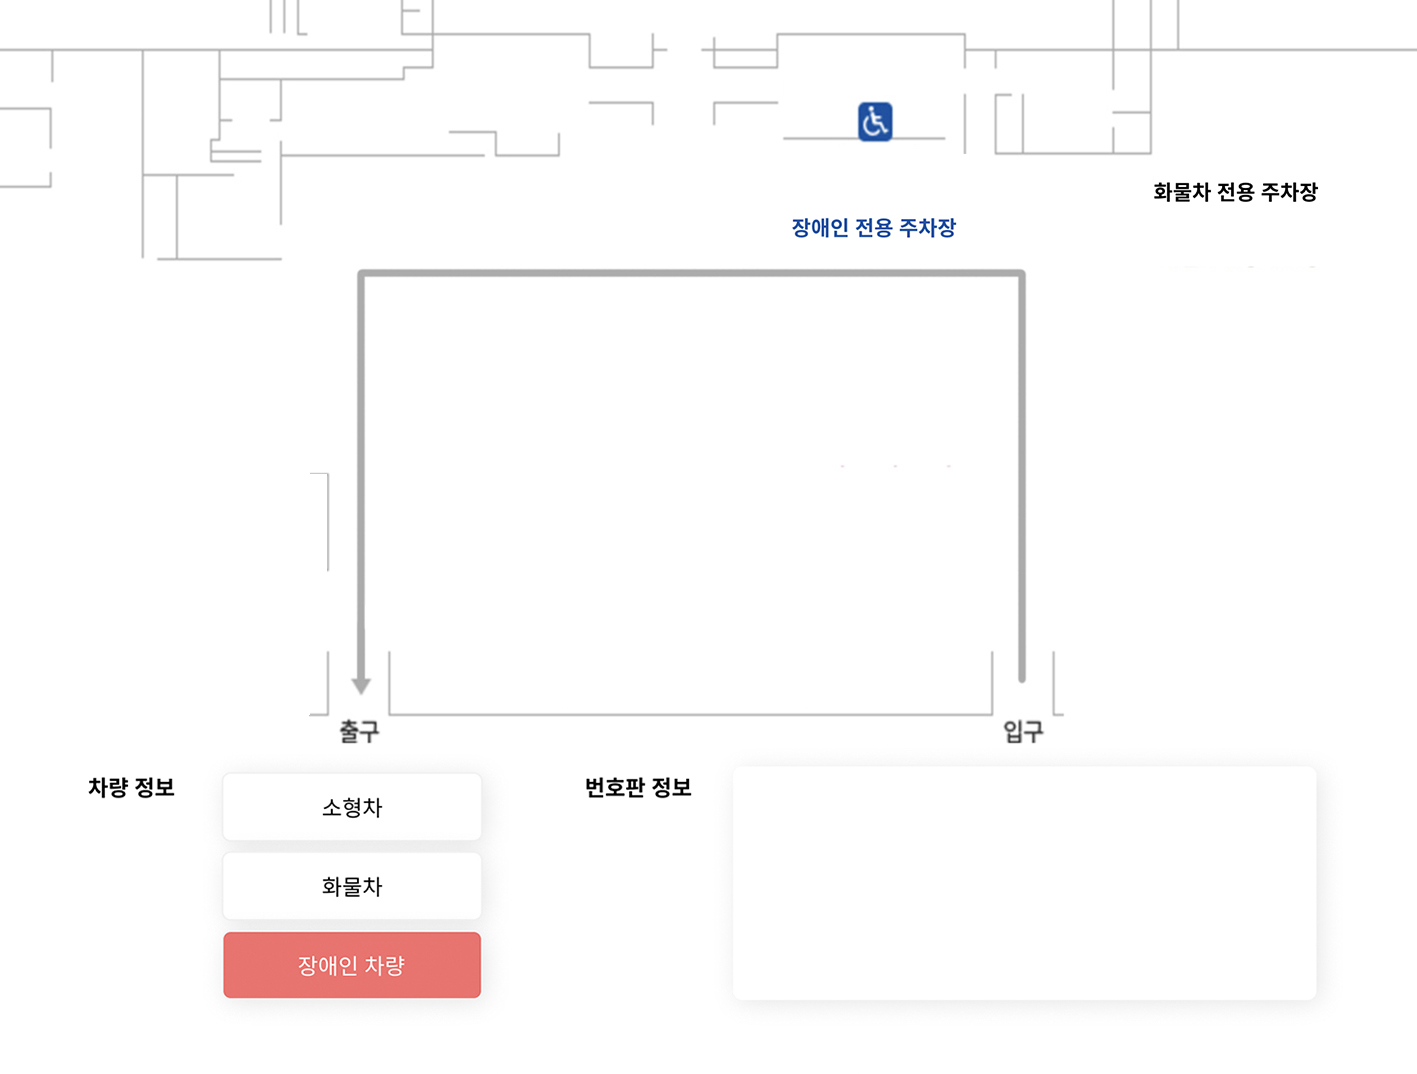 화물차 전용 주차장
장애인 전용 주차장
출구
입구
차량 정보
소형차
화물차
장애인 차량
번호판 정보